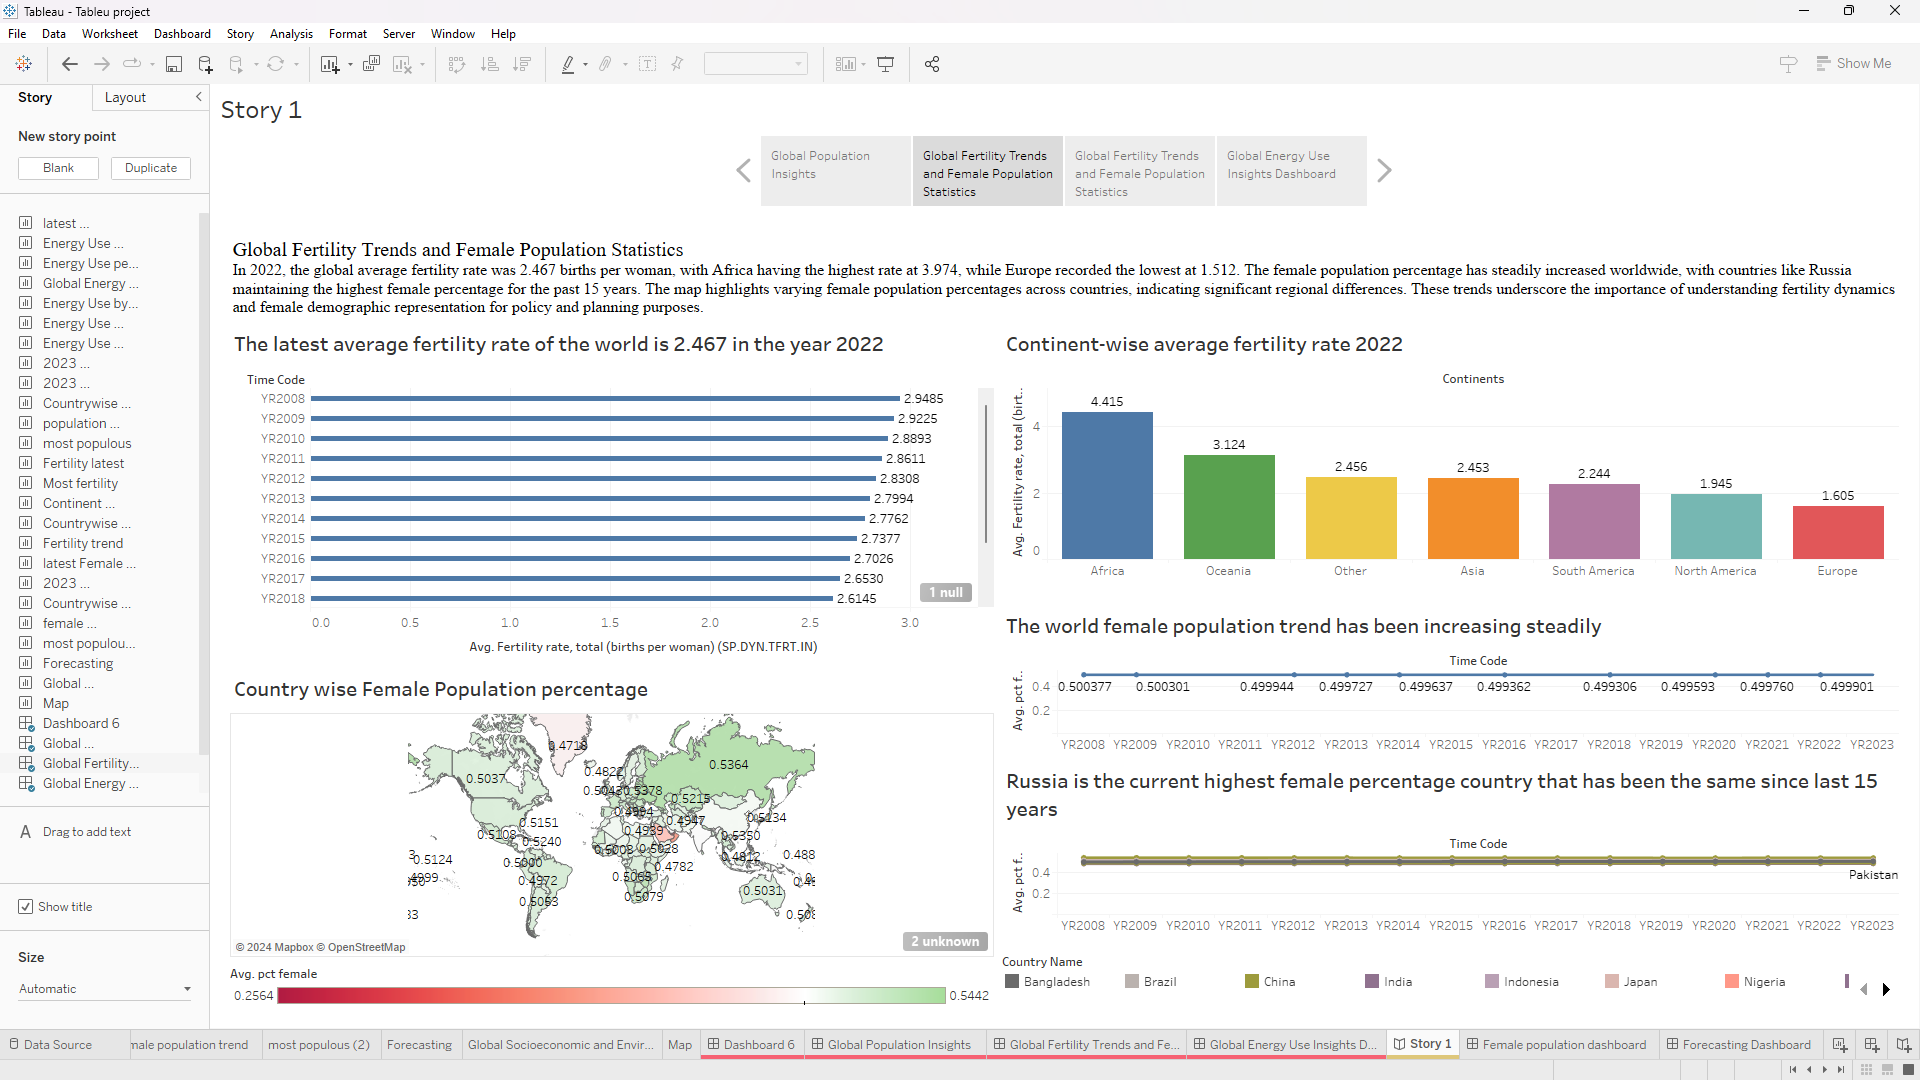 Tableau - Tableu project
File Data Worksheet Dashboard Story Analysis Format Server Window Help
Show Me
Story Layout
New story point
Blank Duplicate
latest ...
Energy Use ...
Energy Use pe...
Global Energy ...
Energy Use by...
Energy Use ...
Energy Use ...
2023 ...
2023 ...
Countrywise ...
population ...
most populous
Fertility latest
Most fertility
Continent ...
Countrywise ...
Fertility trend
latest Female ...
2023 ...
Countrywise ...
female ...
most populou...
Forecasting
Global ...
Map
Dashboard 6
Global ...
Global Fertility...
Global Energy ...
A Drag to add text
Show title
Size
Automatic
Story 1
Global Population
Insights
Global Fertility Trends
and Female Population
Statistics
Global Fertility Trends
and Female Population
Statistics
Global Energy Use
Insights Dashboard
Global Fertility Trends and Female Population Statistics
In 2022, the global average fertility rate was 2.467 births per woman, with Africa having the highest rate at 3.974, while Europe recorded the lowest at 1.512. The female population percentage has steadily increased worldwide, with countries like Russia
maintaining the highest female percentage for the past 15 years. The map highlights varying female population percentages across countries, indicating significant regional differences. These trends underscore the importance of understanding fertility dynamics
and female demographic representation for policy and planning purposes.
The latest average fertility rate of the world is 2.467 in the year 2022
Time Code
YR2008 2.9485
YR2009 2.9225
YR2010 2.8893
YR2011 2.8611
YR2012 2.8308
YR2013 2.7994
YR2014 2.7762
YR2015 2.7377
YR2016 2.7026
YR2017 2.6530
YR2018 2.6145
1 null
0.0 0.5 1.0 1.5 2.0 2.5 3.0
Avg. Fertility rate, total (births per woman) (SP.DYN.TFRT.IN)
Country wise Female Population percentage
0.4718
0.5364
0.5037
0.4822
0.5378
0.5215
0.4994
0.4947
0.5134
0.5151
0.5108
0.4939
0.5350
0.5240
0.5008 0.5028
0.4812
0.488
0.5124
0.5000
0.4782
0.4972
0.5068
0.5031
0.5053
0.5079
© 2024 Mapbox © OpenStreetMap
2 unknown
Avg. pct female
0.2564 0.5442
Continent-wise average fertility rate 2022
Continents
Avg. Fertility rate, total (birt..
4
2
0
4.415
3.124
2.456
2.453
2.244
1.945
1.605
Africa Oceania Other Asia South America North America Europe
The world female population trend has been increasing steadily
Time Code
Avg. pct f..
0.4
0.2
0.500377 0.500301 0.499944 0.499727 0.499637 0.499362 0.499306 0.499593 0.499760 0.499901
YR2008 YR2009 YR2010 YR2011 YR2012 YR2013 YR2014 YR2015 YR2016 YR2017 YR2018 YR2019 YR2020 YR2021 YR2022 YR2023
Russia is the current highest female percentage country that has been the same since last 15
years
Time Code
Avg. pct f..
0.4
0.2
Pakistan
YR2008 YR2009 YR2010 YR2011 YR2012 YR2013 YR2014 YR2015 YR2016 YR2017 YR2018 YR2019 YR2020 YR2021 YR2022 YR2023
Country Name
Bangladesh Brazil China India Indonesia Japan Nigeria
Data Source male population trend most populous (2) Forecasting Global Socioeconomic and Envir... Map Dashboard 6 Global Population Insights Global Fertility Trends and Fe... Global Energy Use Insights D... Story 1 Female population dashboard Forecasting Dashboard